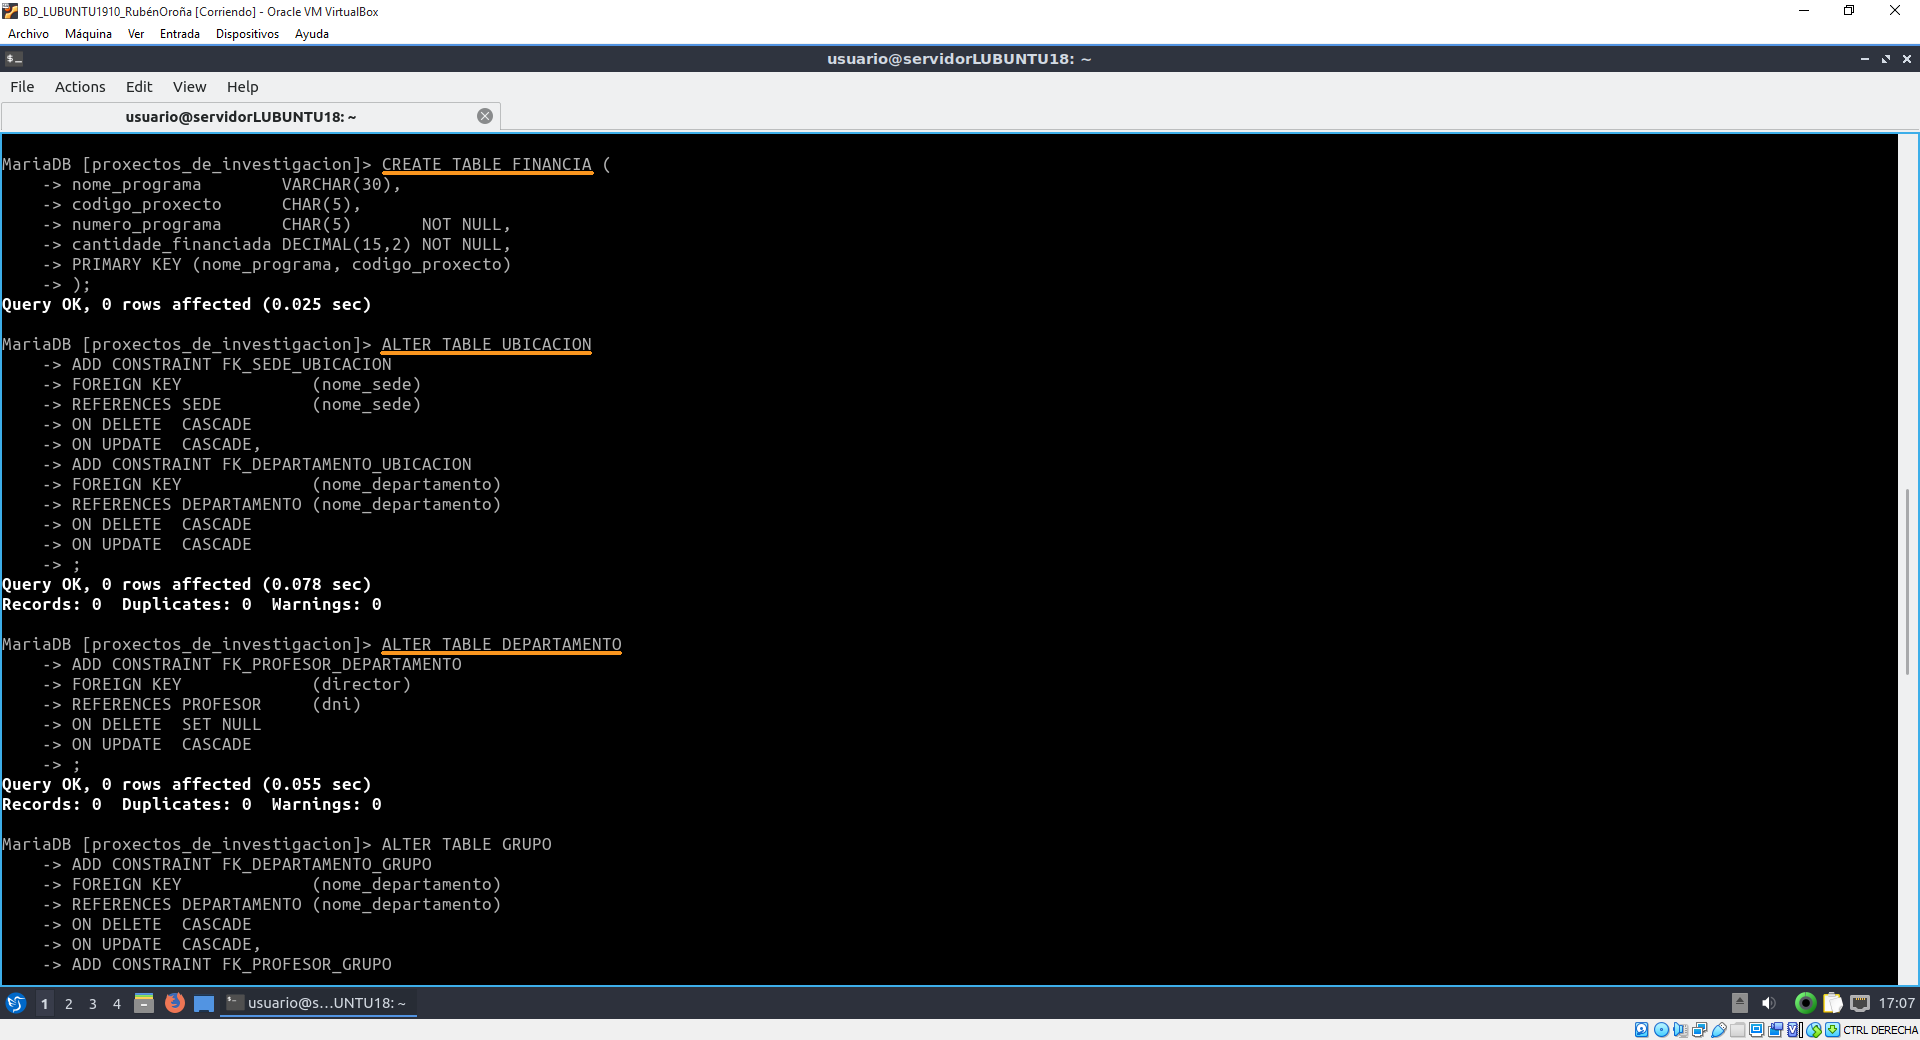 BD_LUBUNTU1910_RubénOroña [Corriendo] - Oracle VM VirtualBox
Archivo Máquina Ver Entrada Dispositivos Ayuda
usuario@servidorLUBUNTU18: ~
File Actions Edit View Help
usuario@servidorLUBUNTU18: ~
MariaDB [proxectos_de_investigacion]> CREATE TABLE FINANCIA (
    -> nome_programa        VARCHAR(30),
    -> codigo_proxecto      CHAR(5),
    -> numero_programa      CHAR(5)       NOT NULL,
    -> cantidade_financiada DECIMAL(15,2) NOT NULL,
    -> PRIMARY KEY (nome_programa, codigo_proxecto)
    -> );
Query OK, 0 rows affected (0.025 sec)
MariaDB [proxectos_de_investigacion]> ALTER TABLE UBICACION
    -> ADD CONSTRAINT FK_SEDE_UBICACION
    -> FOREIGN KEY             (nome_sede)
    -> REFERENCES SEDE         (nome_sede)
    -> ON DELETE  CASCADE
    -> ON UPDATE  CASCADE,
    -> ADD CONSTRAINT FK_DEPARTAMENTO_UBICACION
    -> FOREIGN KEY             (nome_departamento)
    -> REFERENCES DEPARTAMENTO (nome_departamento)
    -> ON DELETE  CASCADE
    -> ON UPDATE  CASCADE
    -> ;
Query OK, 0 rows affected (0.078 sec)
Records: 0  Duplicates: 0  Warnings: 0
MariaDB [proxectos_de_investigacion]> ALTER TABLE DEPARTAMENTO
    -> ADD CONSTRAINT FK_PROFESOR_DEPARTAMENTO
    -> FOREIGN KEY             (director)
    -> REFERENCES PROFESOR     (dni)
    -> ON DELETE  SET NULL
    -> ON UPDATE  CASCADE
    -> ;
Query OK, 0 rows affected (0.055 sec)
Records: 0  Duplicates: 0  Warnings: 0
MariaDB [proxectos_de_investigacion]> ALTER TABLE GRUPO
    -> ADD CONSTRAINT FK_DEPARTAMENTO_GRUPO
    -> FOREIGN KEY             (nome_departamento)
    -> REFERENCES DEPARTAMENTO (nome_departamento)
    -> ON DELETE  CASCADE
    -> ON UPDATE  CASCADE,
    -> ADD CONSTRAINT FK_PROFESOR_GRUPO
1 2 3 4 usuario@s...UNTU18: ~ 17:07
CTRL DERECHA